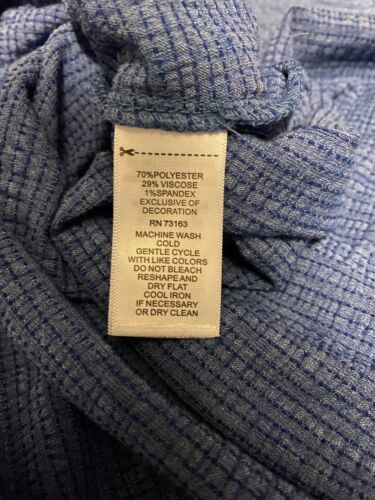 70%POLYESTER
29% VISCOSE
1%SPANDEX
EXCLUSIVE OF
DECORATION
RN 73163
MACHINE WASH
COLD
GENTLE CYCLE
WITH LIKE COLORS
DO NOT BLEACH
RESHAPE AND
DRY FLAT
COOL IRON
IF NECESSARY
OR DRY CLEAN